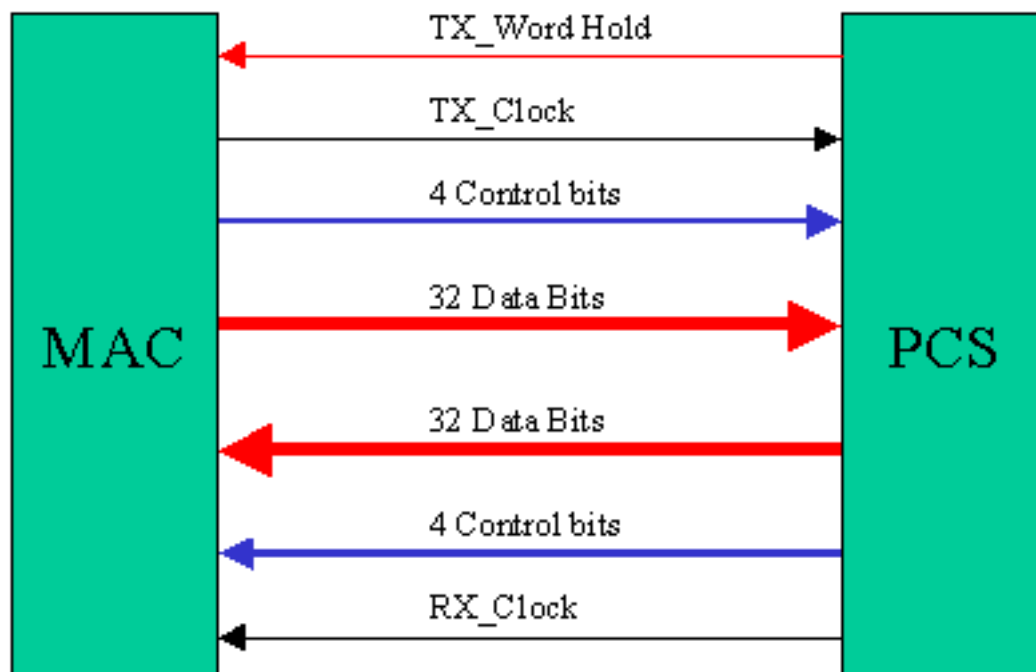 TX_Word Hold
TX_Clock
4 Control bits
32 Data Bits
MAC
PCS
32 Data Bits
4 Control bits
RX_Clock